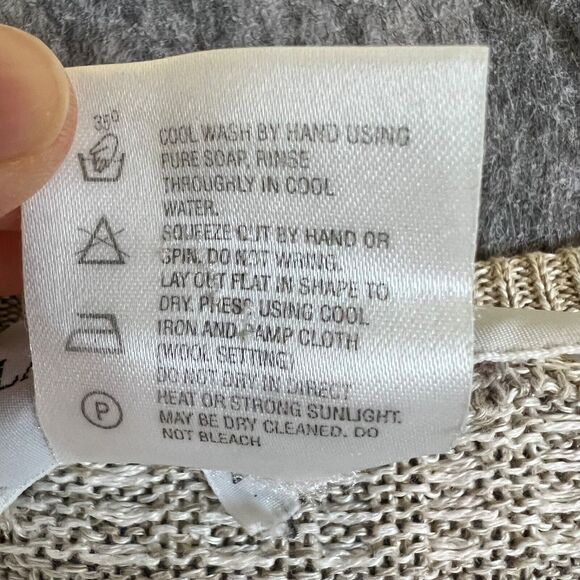 35°
COOL WASH BY HAND USING
PURE SOAP, RINSE
THROUGHLY IN COOL
WATER.
SQUEEZE OUT BY HAND OR
SPIN. DO NOT WRING.
LAY OUT FLAT IN SHAPE TO
DRY. PRESS USING COOL
IRON AND DAMP CLOTH
(WOOL SETTING)
DO NOT DRY IN DIRECT
HEAT OR STRONG SUNLIGHT.
MAY BE DRY CLEANED. DO
NOT BLEACH
P